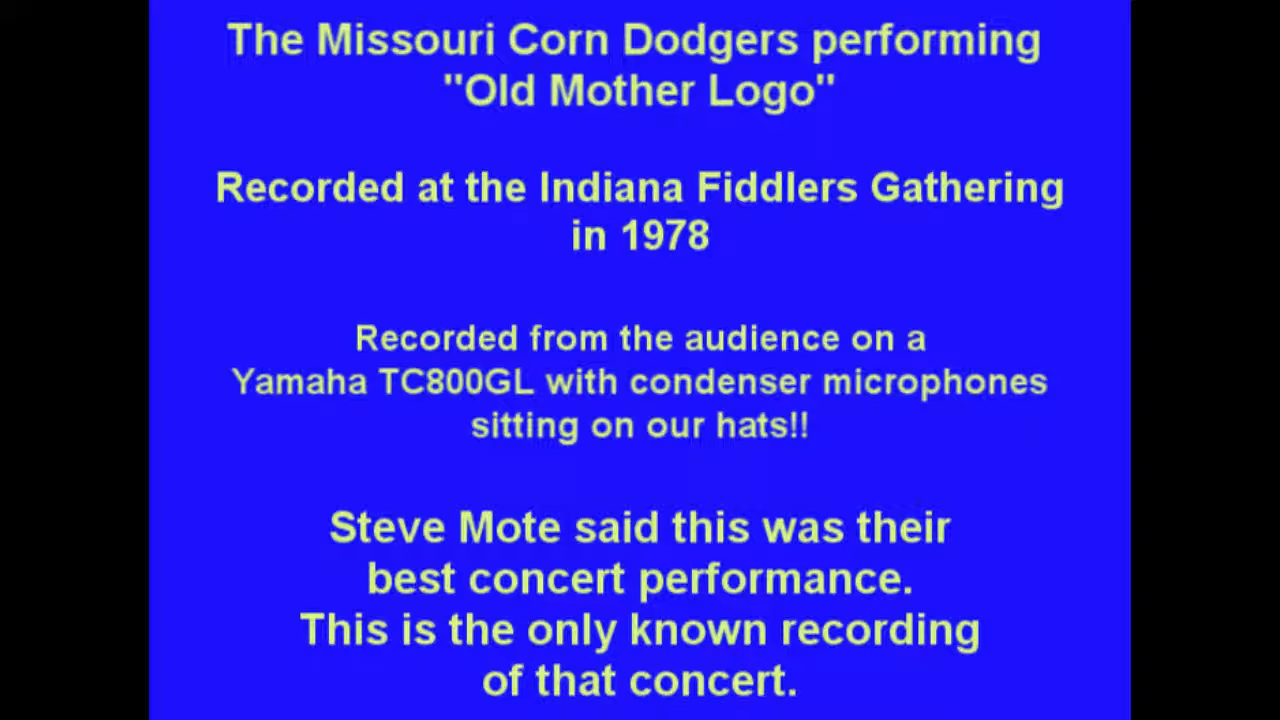 The Missouri Corn Dodgers performing
"Old Mother Logo"
Recorded at the Indiana Fiddlers Gathering
in 1978
Recorded from the audience on a
Yamaha TC800GL with condenser microphones
sitting on our hats!!
Steve Mote said this was their
best concert performance.
This is the only known recording
of that concert.